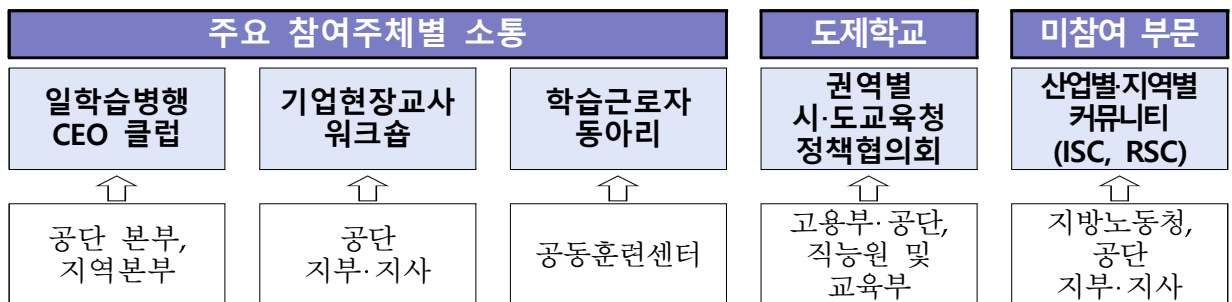 주요 참여주체별 소통
도제학교
미참여 부문
일학습병행
CEO 클럽
기업현장교사
워크숍
학습근로자
동아리
권역별
시·도교육청
정책협의회
산업별·지역별
커뮤니티
(ISC, RSC)
공단 본부,
지역본부
공단
지부·지사
공동훈련센터
고용부·공단,
직능원 및
교육부
지방노동청,
공단
지부·지사